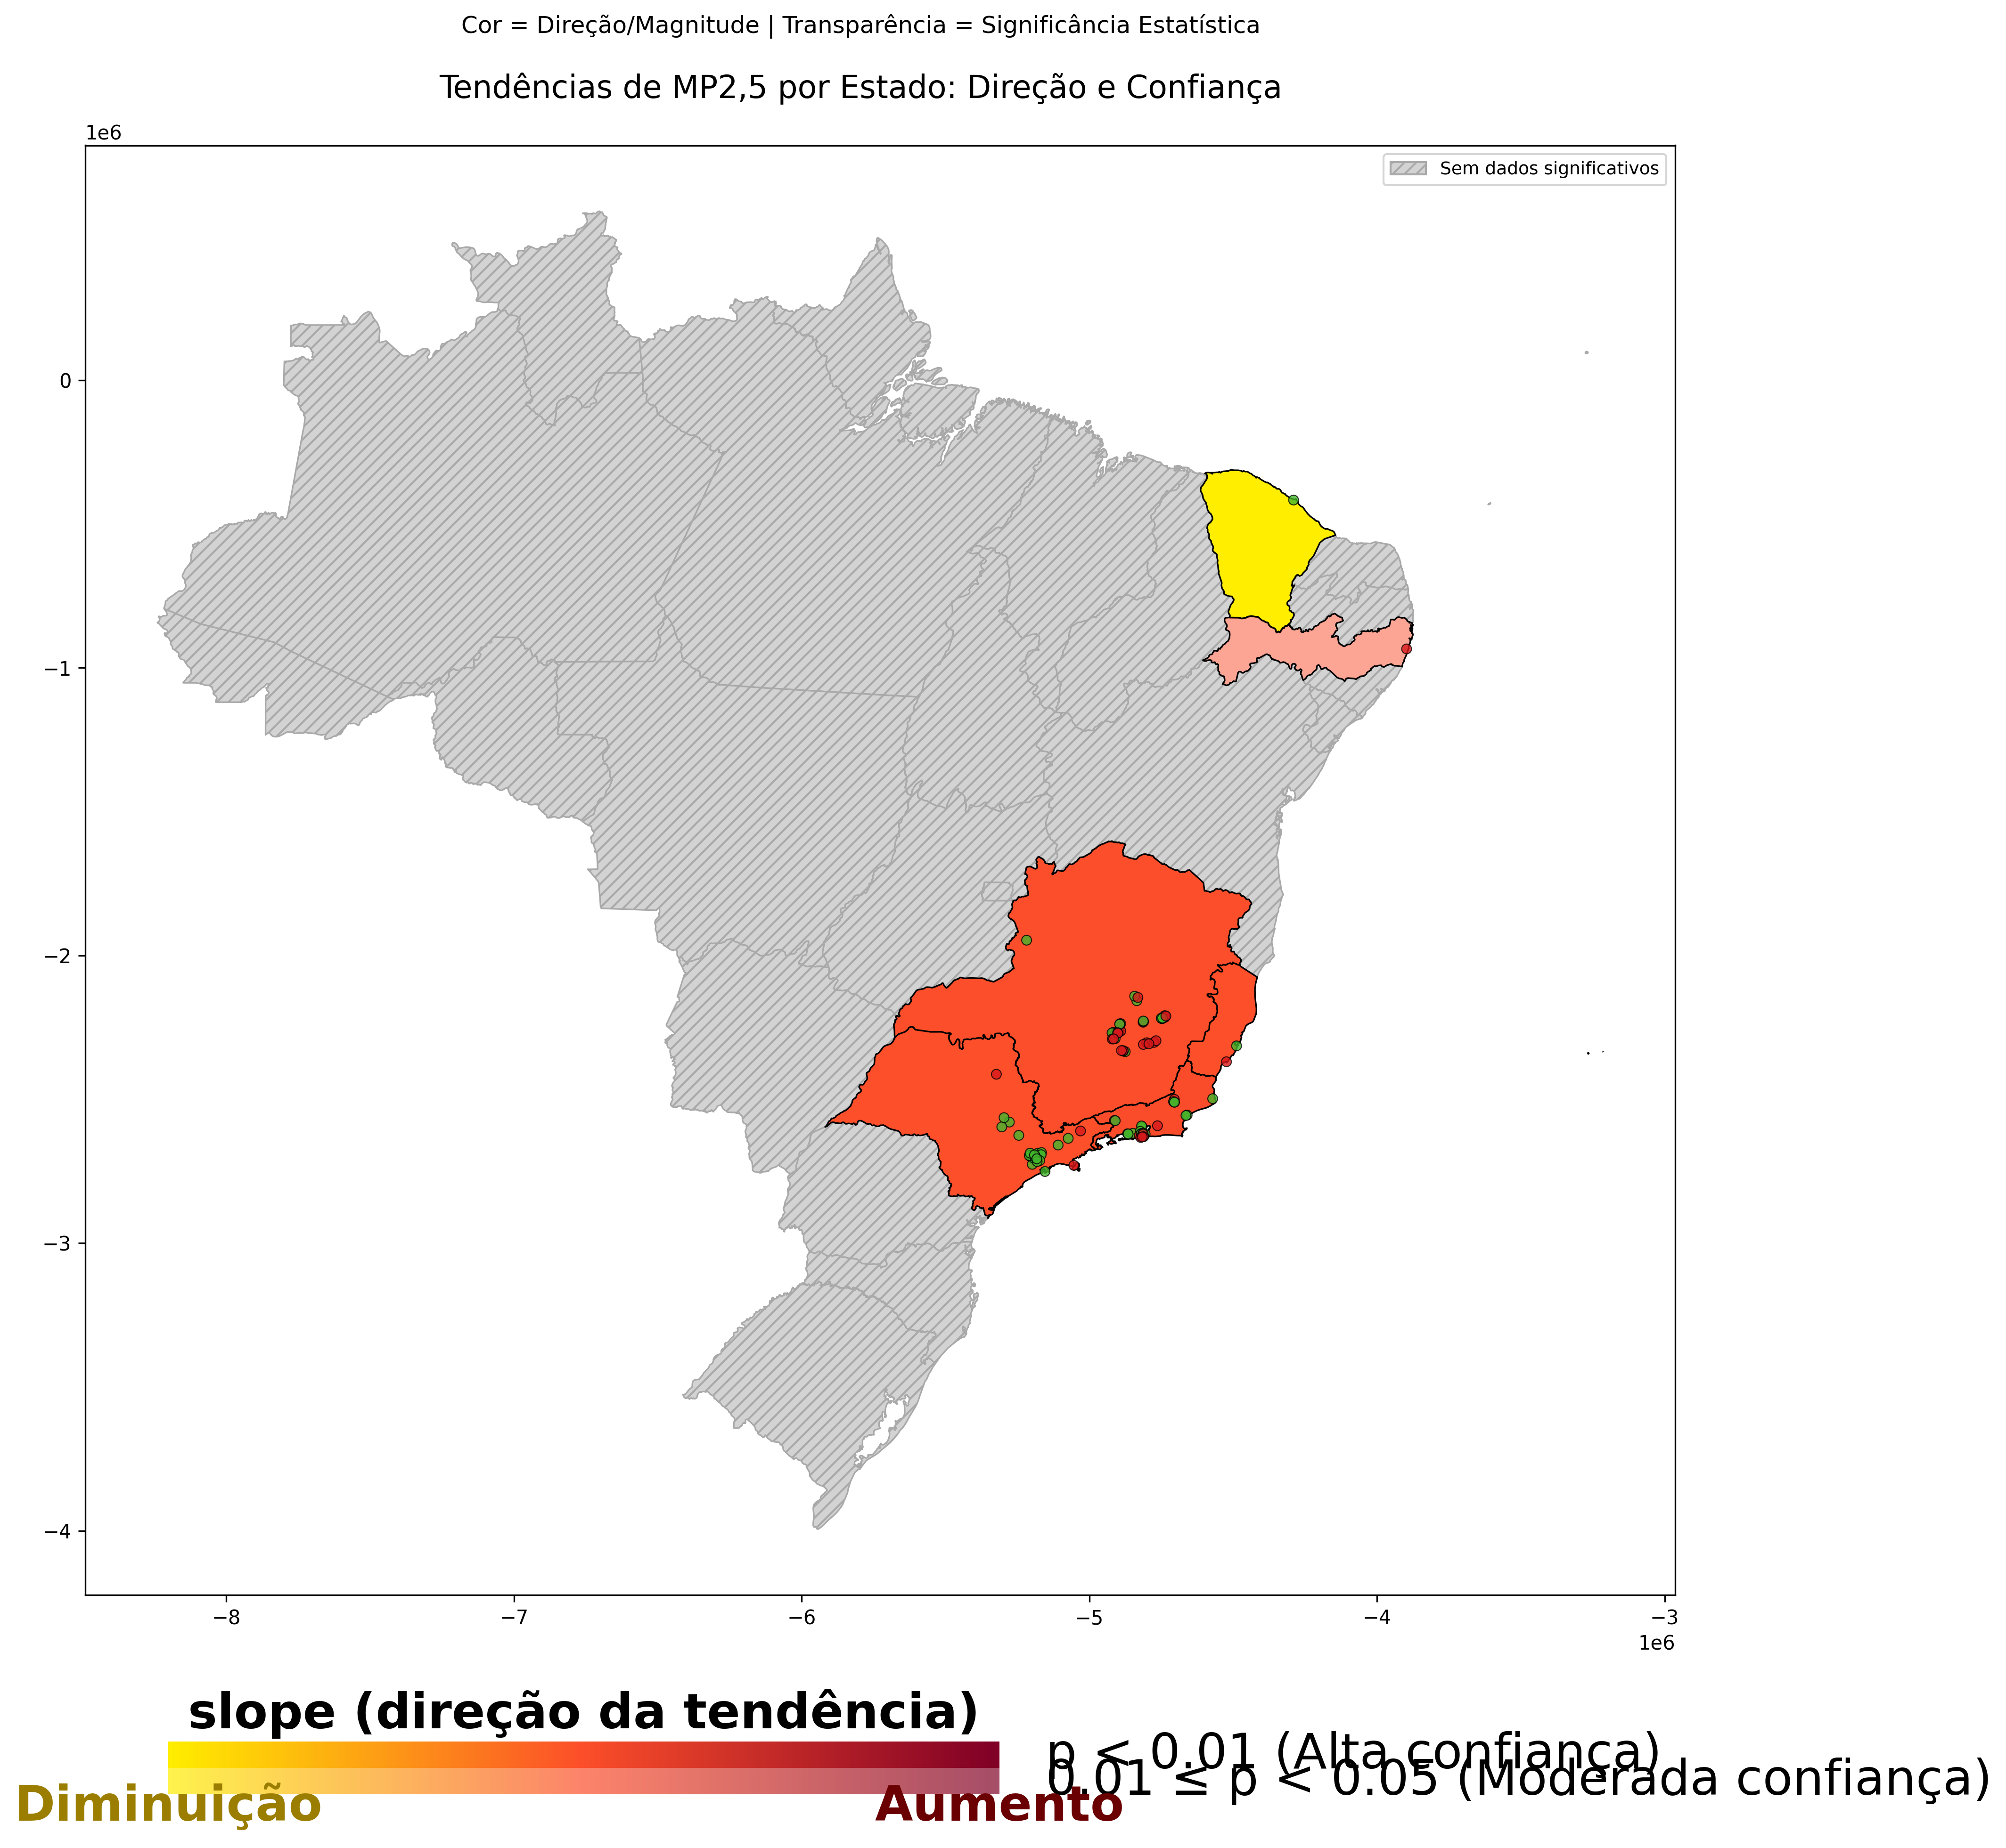 Cor = Direção/Magnitude | Transparência = Significância Estatística
Tendências de MP2,5 por Estado: Direção e Confiança
1e6
Sem dados significativos
0
−1
−2
−3
−4
−8 −7 −6 −5 −4 −3
1e6
slope (direção da tendência)
p < 0.01 (Alta confiança)
0.01 ≤ p < 0.05 (Moderada confiança)
Diminuição Aumento